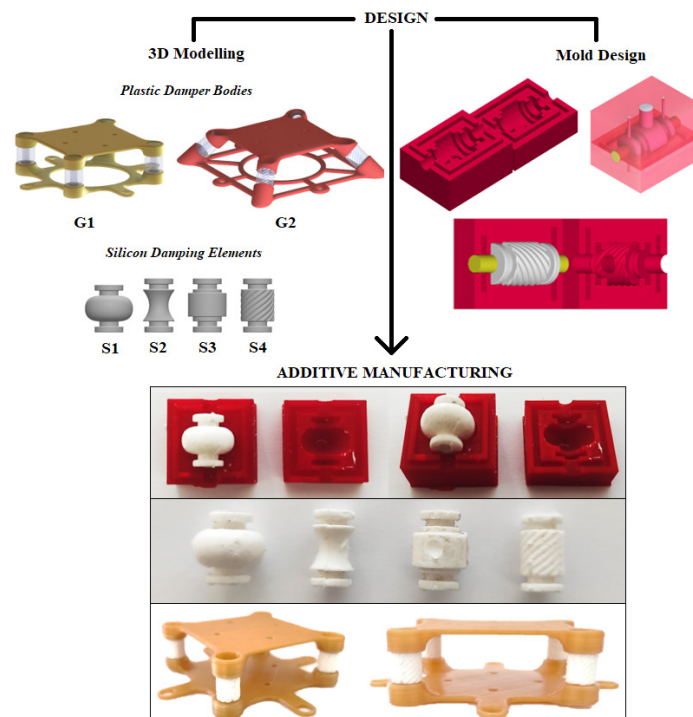 DESIGN
3D Modelling
Mold Design
Plastic Damper Bodies
G1
G2
Silicon Damping Elements
S1
S2
S3
S4
ADDITIVE MANUFACTURING